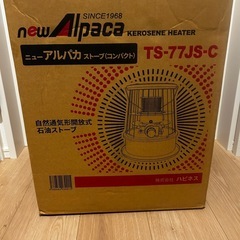 SINCE1968
new Alpaca
KEROSENE HEATER
ニューアルパカ ストーブ(コンパクト)
TS-77JS-C
自然通気形開放式
石油ストーブ
株式会社 ハピネス